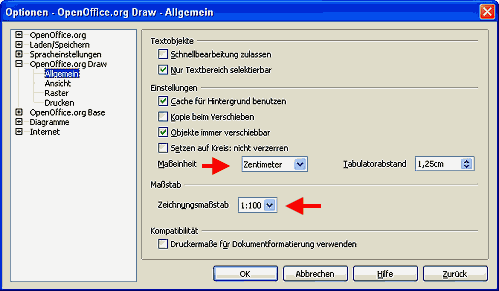 Optionen - OpenOffice.org Draw - Allgemein
OpenOffice.org
Laden/Speichern
Spracheinstellungen
OpenOffice.org Draw
Allgemein
Ansicht
Raster
Drucken
OpenOffice.org Base
Diagramme
Internet
Textobjekte
Schnellbearbeitung zulassen
Nur Textbereich selektierbar
Einstellungen
Cache für Hintergrund benutzen
Kopie beim Verschieben
Objekte immer verschiebbar
Setzen auf Kreis: nicht verzerren
Maßeinheit Zentimeter Tabulatorabstand 1,25cm
Maßstab
Zeichnungsmaßstab 1:100
Kompatibilität
Druckermaße für Dokumentformatierung verwenden
OK Abbrechen Hilfe Zurück